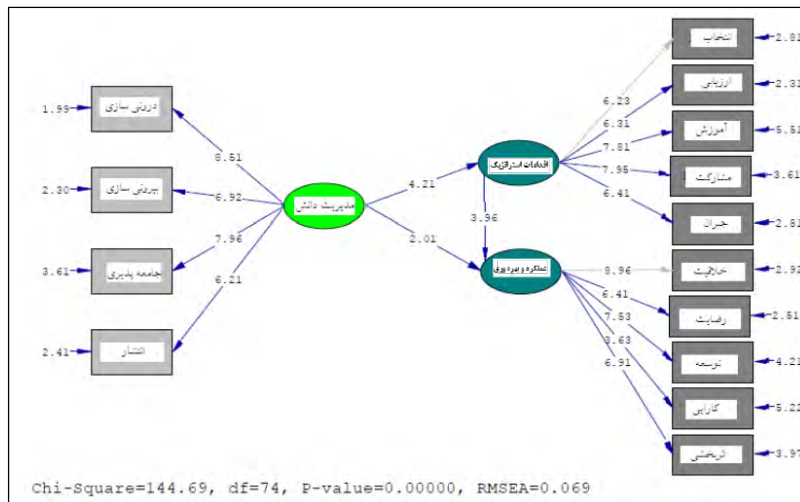 انتخاب
2.81
ارزیابی
2.31
آموزش
5.51
مشارکت
3.61
جبران
2.81
خلاقیت
2.92
رضایت
2.51
توسعه
4.21
کارایی
5.22
اثربخشی
3.97
6.23
6.31
7.81
7.95
6.41
8.96
6.41
7.53
3.63
6.91
اقدامات استراتژیک
عملکرد و بهره وری
3.96
4.21
2.01
مدیریت دانش
8.51
6.92
7.96
6.21
درونی سازی
1.99
بیرونی سازی
2.30
جامعه پذیری
3.61
انتشار
2.41
Chi-Square=144.69, df=74, P-value=0.00000, RMSEA=0.069